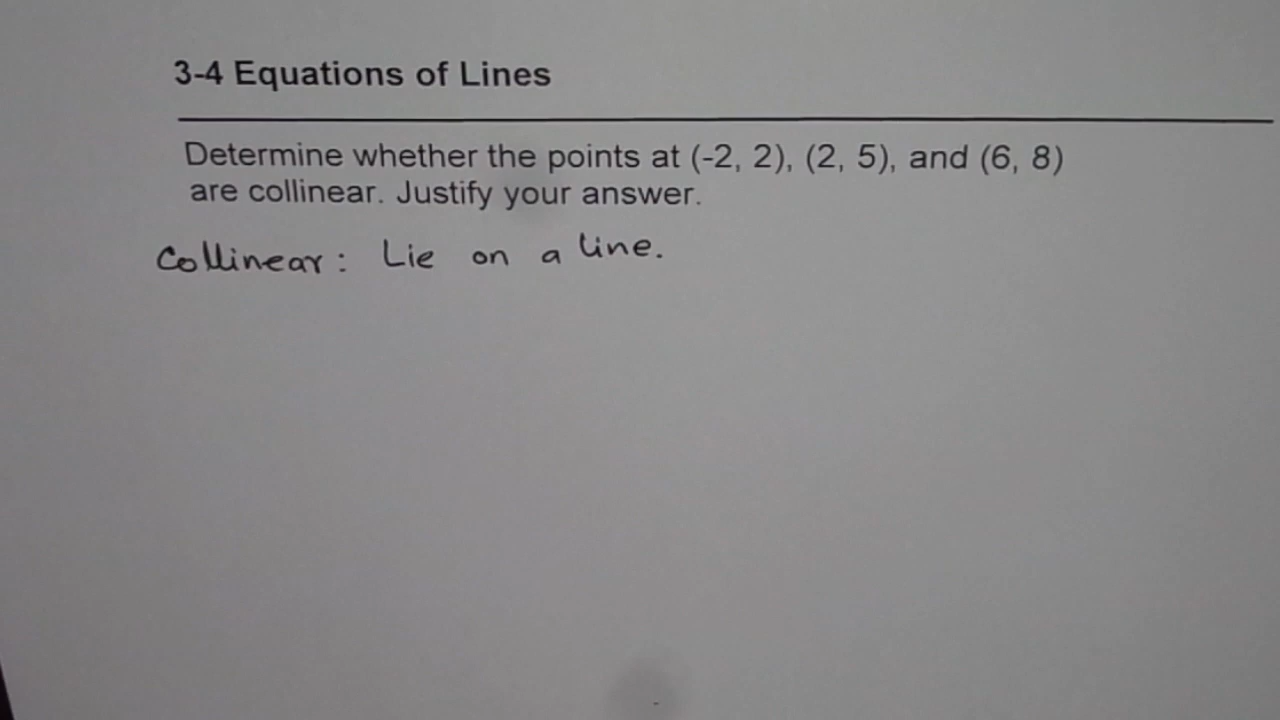 3-4 Equations of Lines
Determine whether the points at (-2, 2), (2, 5), and (6, 8)
are collinear. Justify your answer.
Collinear: Lie on a line.